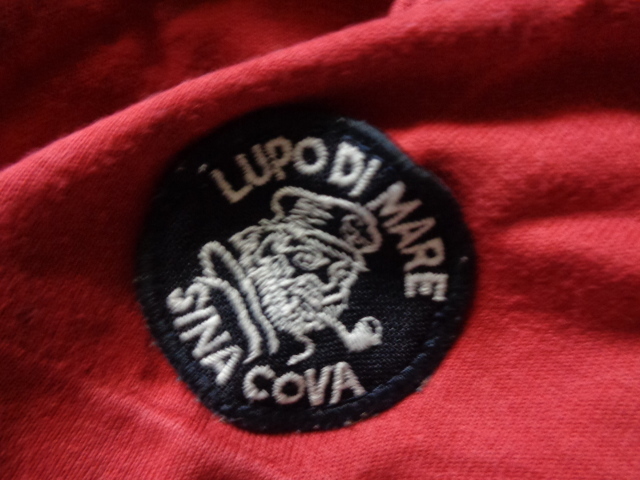 LUPO DI MARE
SINA COVA